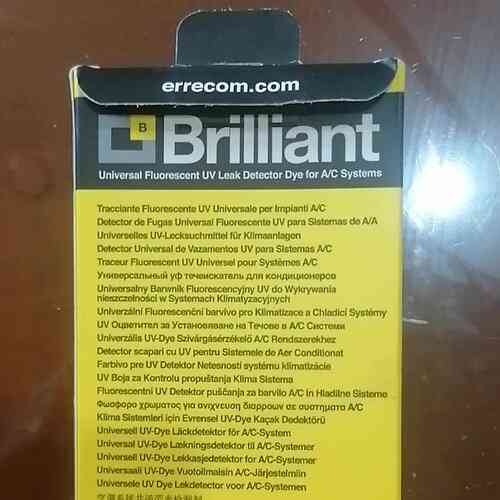 errecom.com
B
Brilliant
Universal Fluorescent UV Leak Detector Dye for A/C Systems
Tracciante Fluorescente UV Universale per Impianti A/C
Detector de Fugas Universal Fluorescente UV para Sistemas de A/A
Universelles UV-Lecksuchmittel für Klimaanlagen
Detector Universal de Vazamentos UV para Sistemas A/C
Traceur Fluorescent UV Universel pour Systèmes A/C
Универсальный уф течеискатель для кондиционеров
Uniwersalny Barwnik Fluorescencyjny UV do Wykrywania
nieszczelności w Systemach Klimatyzacyjnych
Univerzální Fluorescenční barvivo pro Klimatizace a Chladící Systémy
UV Оцветител за Установяване на Течове в A/C Системи
Univerzális UV-Dye Szivárgásérzékelő A/C Rendszerekhez
Detector scapari cu UV pentru Sistemele de Aer Conditionat
Farbivo pre UV Detektor Netesností systému klimatizácie
UV Boja za Kontrolu propuštanja Klima Sistema
Fluorescentni UV Detektor puščanja za barvilo A/C in Hladilne Sisteme
Φωσφορο χρωματος για ανιχνευση διαρροων σε συστηματα A/C
Klima Sistemleri için Evrensel UV-Dye Kaçak Dedektörü
Universell UV-Dye Läckdetektör för A/C-System
Universal UV-Dye Lækningsdetektor til A/C-Systemer
Universell UV-Dye Lekkasjedetektor for A/C-Systemer
Universaali UV-Dye Vuotoilmaisin A/C-Järjestelmiin
Universele UV-Dye Lekdetector voor A/C-Systemen